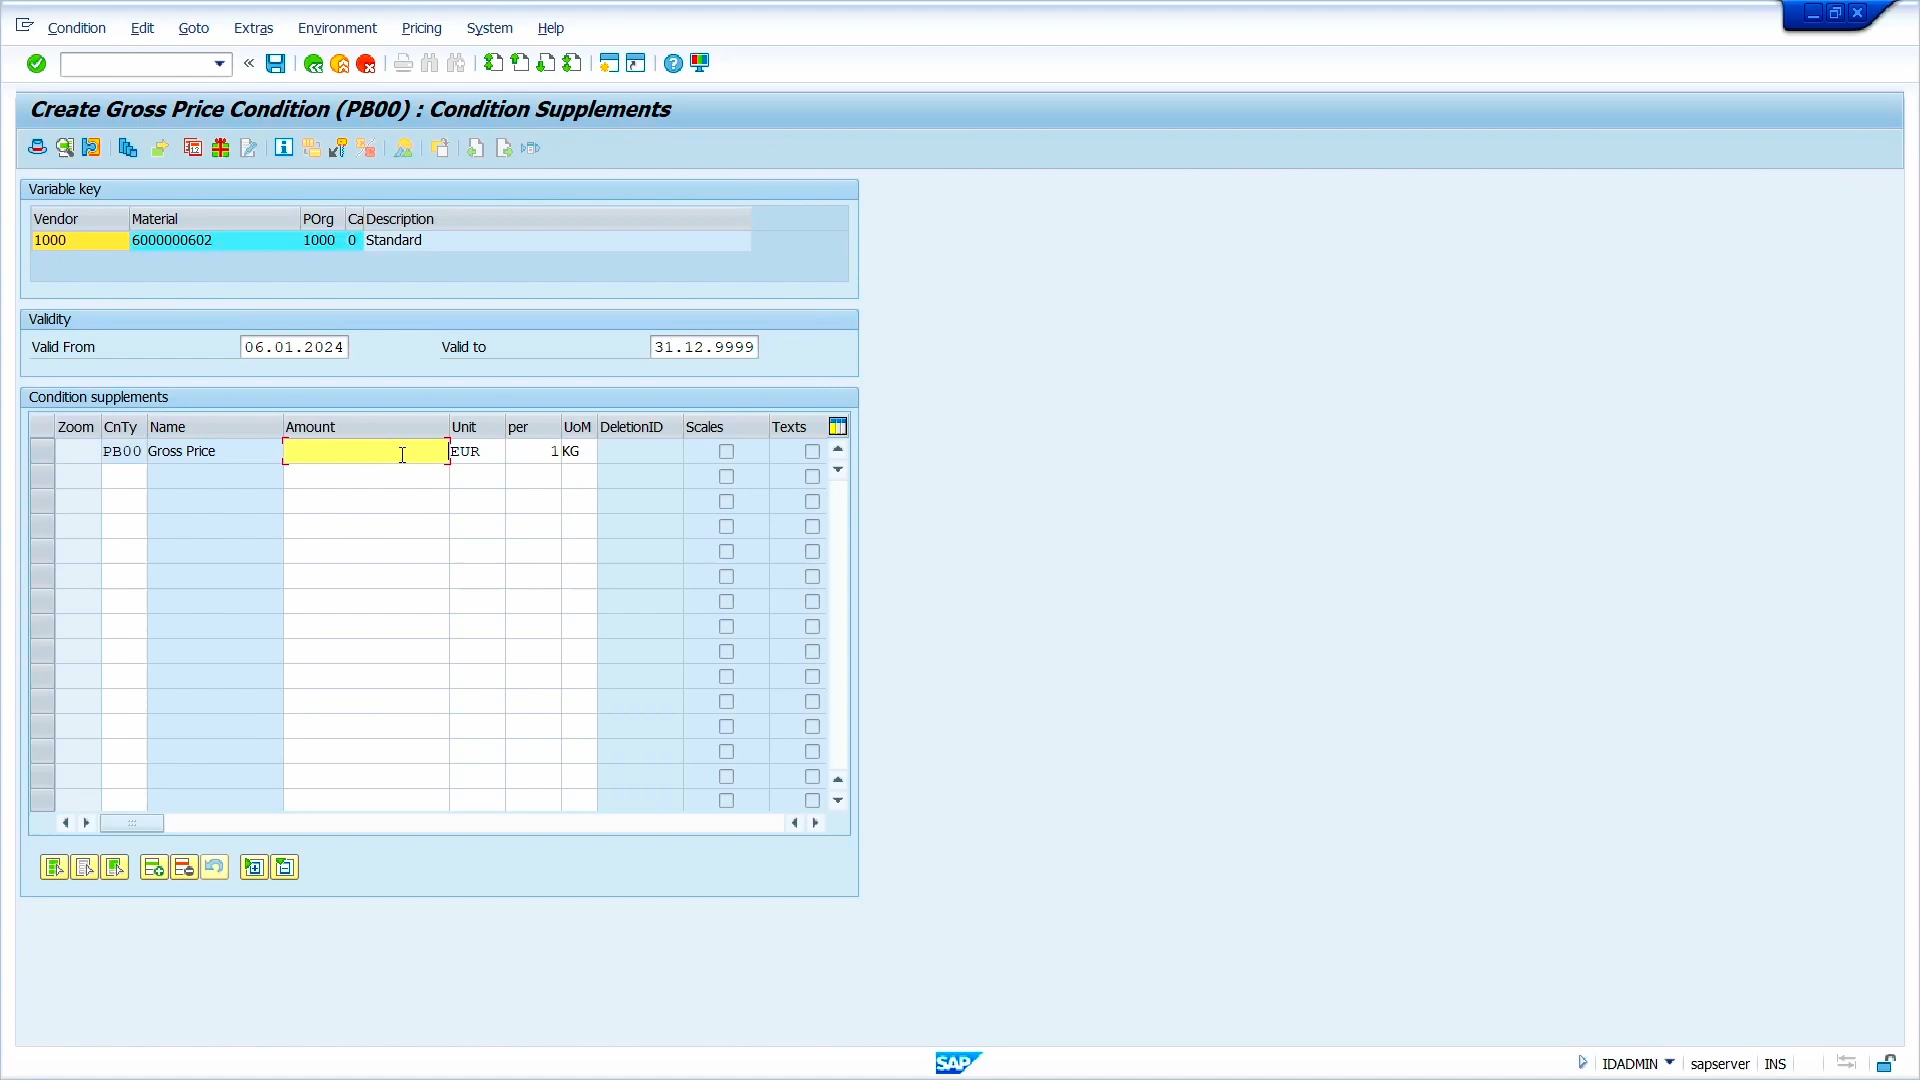 Condition Edit Goto Extras Environment Pricing System Help
Create Gross Price Condition (PB00) : Condition Supplements
Variable key
Vendor Material POrg Ca Description
1000 6000000602 1000 0 Standard
Validity
Valid From 06.01.2024 Valid to 31.12.9999
Condition supplements
Zoom CnTy Name Amount Unit per UoM DeletionID Scales Texts
PB00 Gross Price EUR 1 KG
SAP IDADMIN sapserver INS